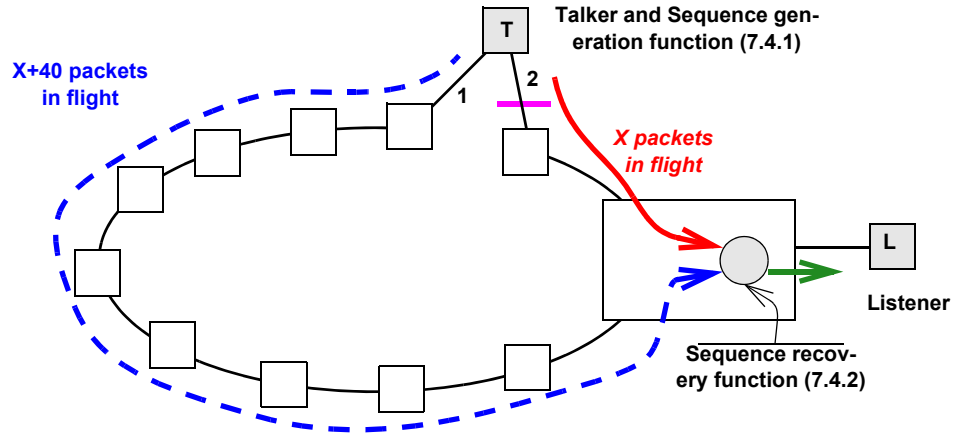 T
Talker and Sequence gen-
eration function (7.4.1)
X+40 packets
in flight
1
2
X packets
in flight
L
Listener
Sequence recov-
ery function (7.4.2)